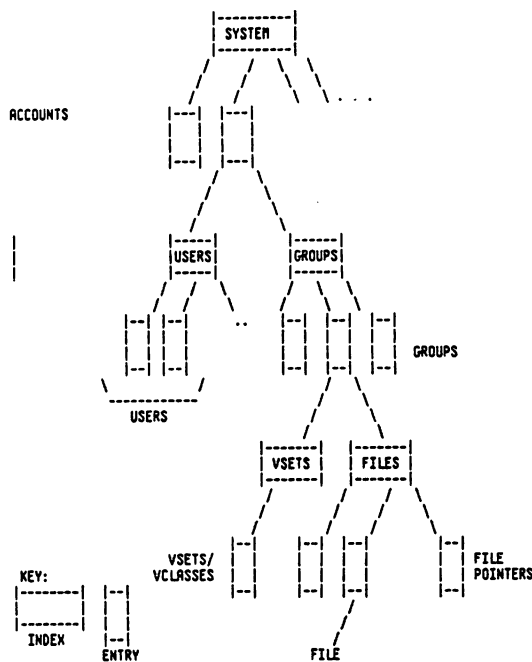 SYSTEM
. . .
ACCOUNTS
USERS
GROUPS
..
GROUPS
USERS
VSETS
FILES
VSETS/
VCLASSES
FILE
POINTERS
KEY:
INDEX
ENTRY
FILE